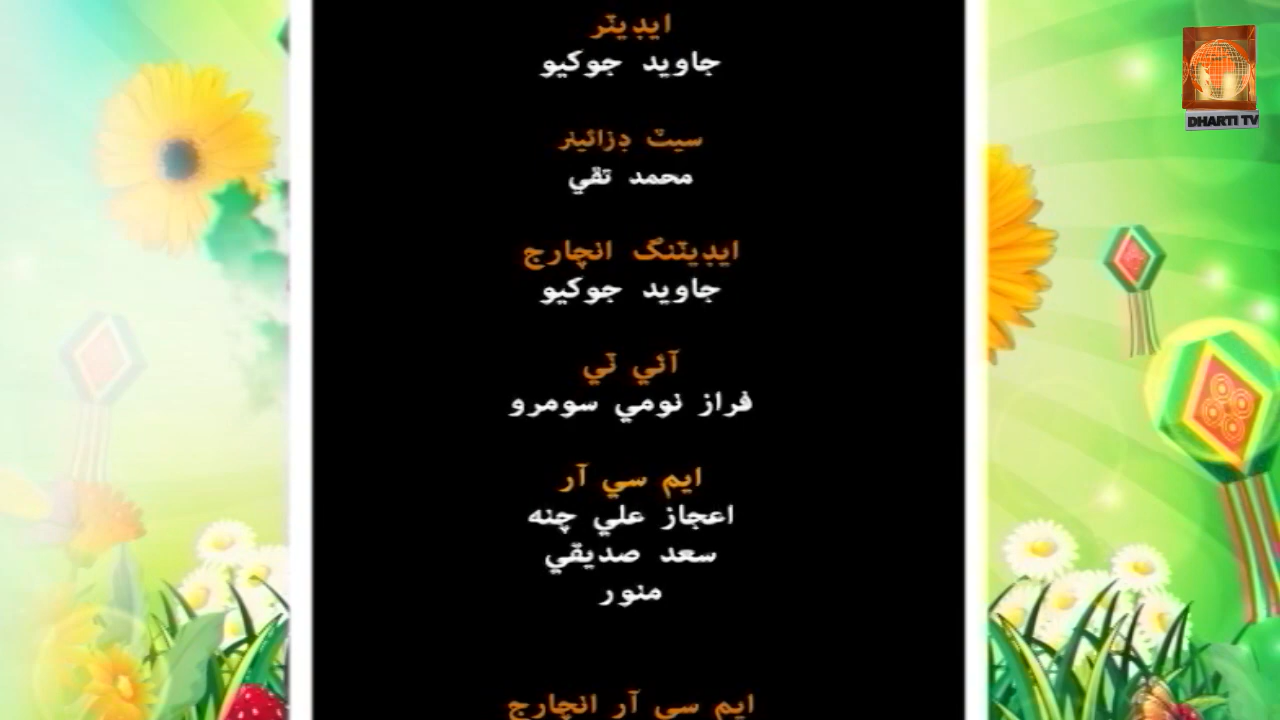 ايڊيٽر
جاويد جوکيو
سيٽ ڊزائينر
محمد تقي
ايڊيٽنگ انچارج
جاويد جوکيو
آئي ٽي
فراز نومي سومرو
ايم سي آر
اعجاز علي چنه
سعد صديقي
منور
ايم سي آر انچارج
DHARTI TV